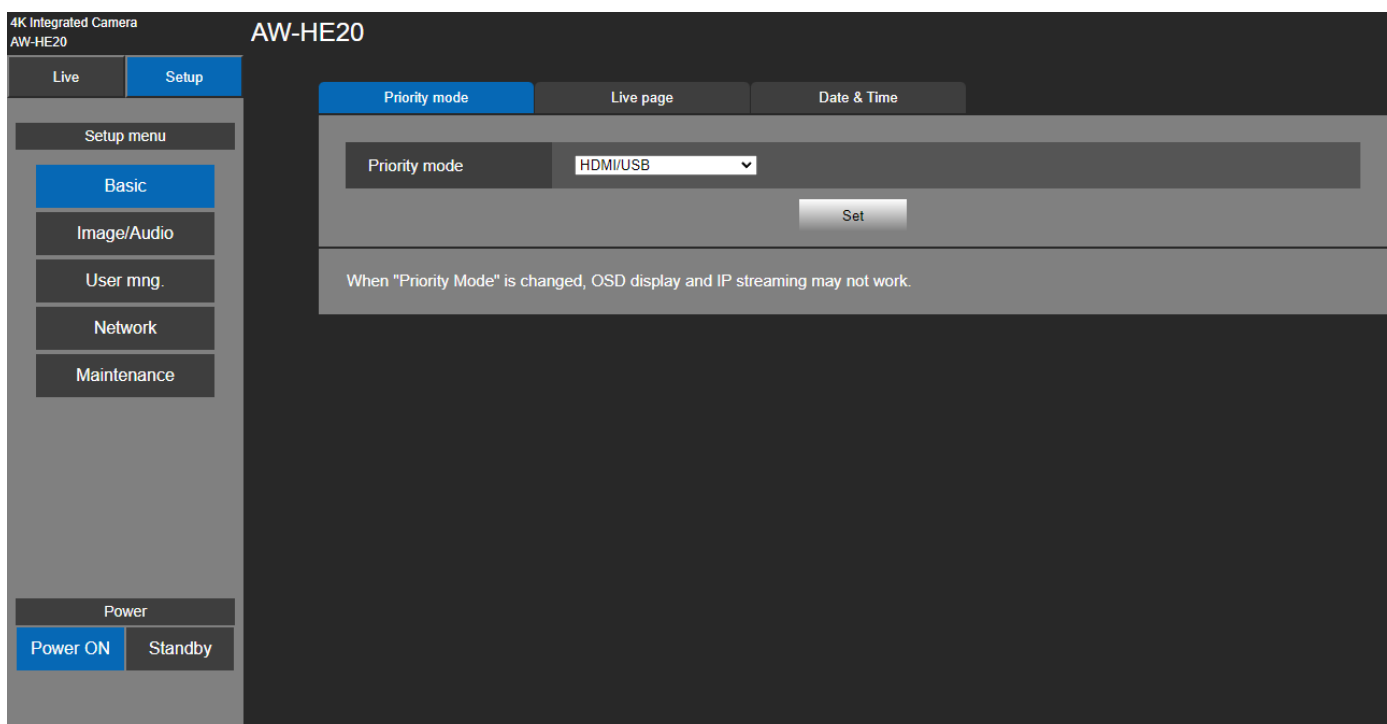 4K Integrated Camera
AW-HE20
AW-HE20
Live Setup
Priority mode Live page Date & Time
Setup menu
Basic
Image/Audio
User mng.
Network
Maintenance
Priority mode HDMI/USB
Set
When "Priority Mode" is changed, OSD display and IP streaming may not work.
Power
Power ON Standby